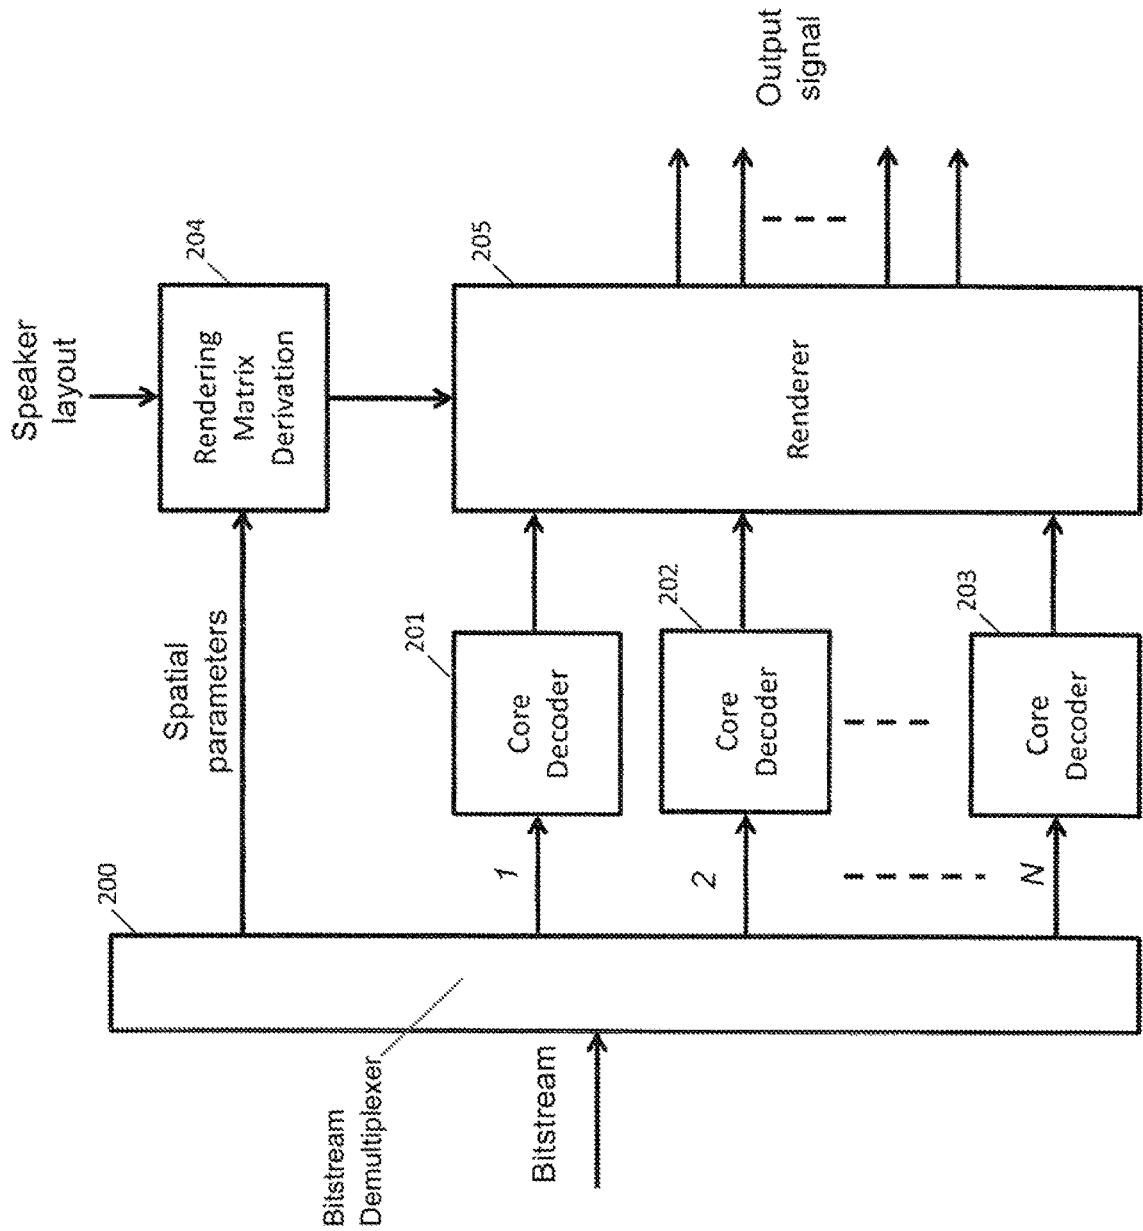 Bitstream
Bitstream
Demultiplexer
200
Spatial
parameters
1
2
N
Core
Decoder
201
Core
Decoder
202
Core
Decoder
203
Speaker
layout
Rendering
Matrix
Derivation
204
Renderer
205
Output
signal